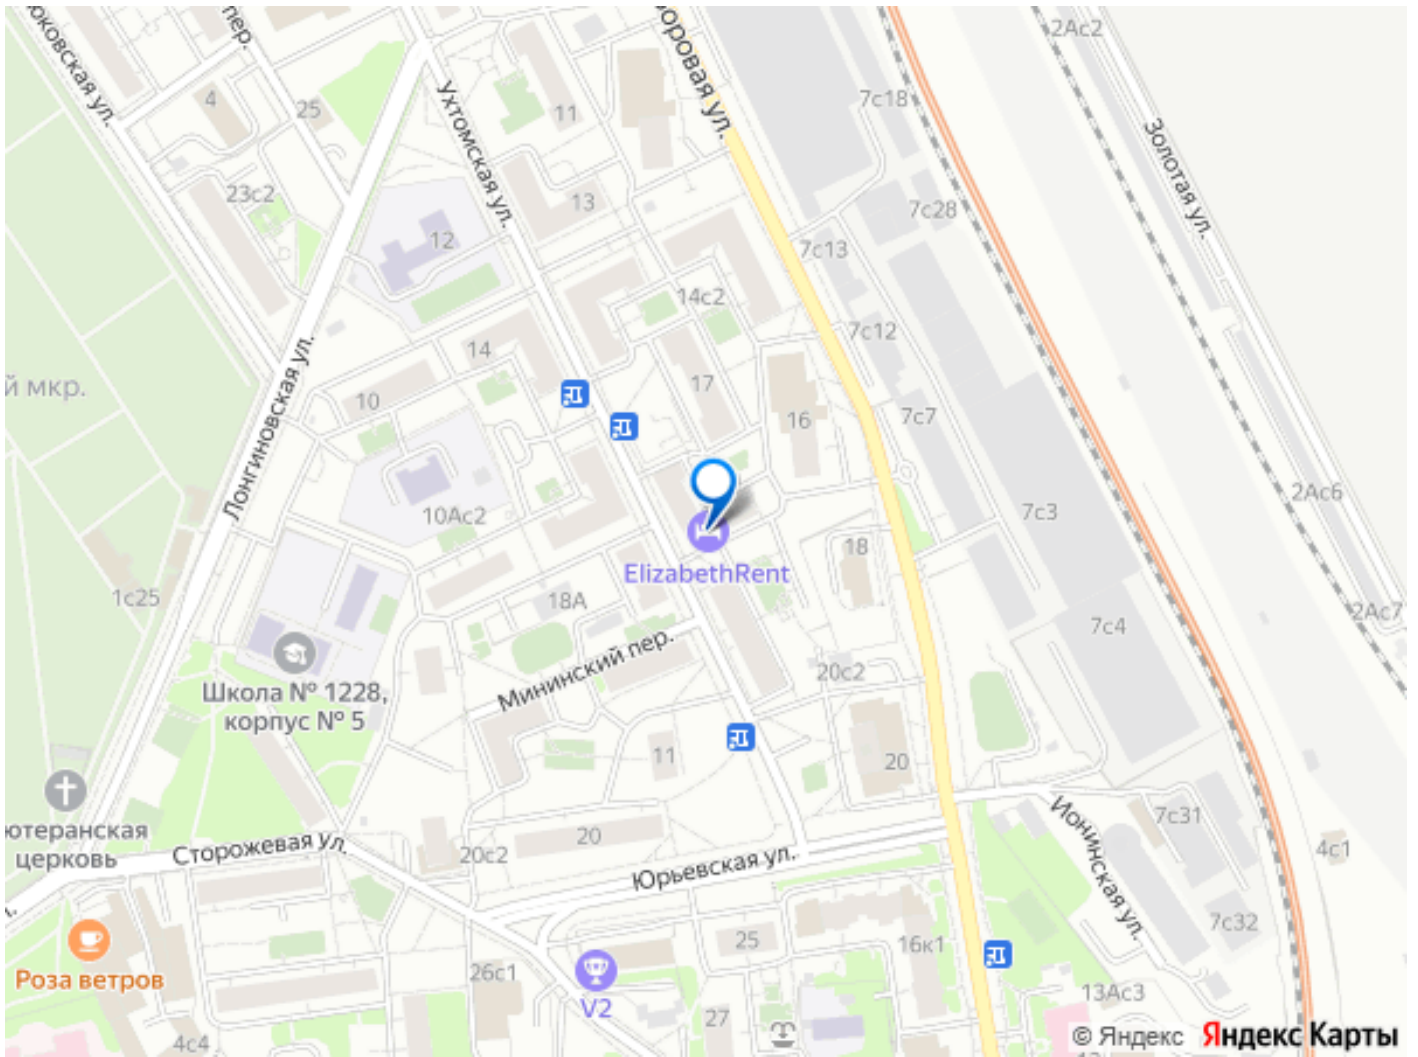 юковская ул.
пер.
4
25
23с2
Ухтомская ул.
11
оровая ул.
7с18
2Ас2
Золотая ул.
12
13
7с28
7с13
14с2
7с12
14
Лонгиновская ул.
й мкр.
10
17
16
7с7
10Ас2
2Ас6
7с3
18
ElizabethRent
1с25
18А
2Ас7
7с4
Мининский пер.
Школа № 1228,
корпус № 5
20с2
11
20
ютеранская
церковь
Сторожевая ул.
20с2
20
Юрьевская ул.
Ионинская ул.
7с31
4с1
7с32
Роза ветров
26с1
V2
25
16к1
27
4с4
13Ас3
13
© Яндекс Яндекс Карты